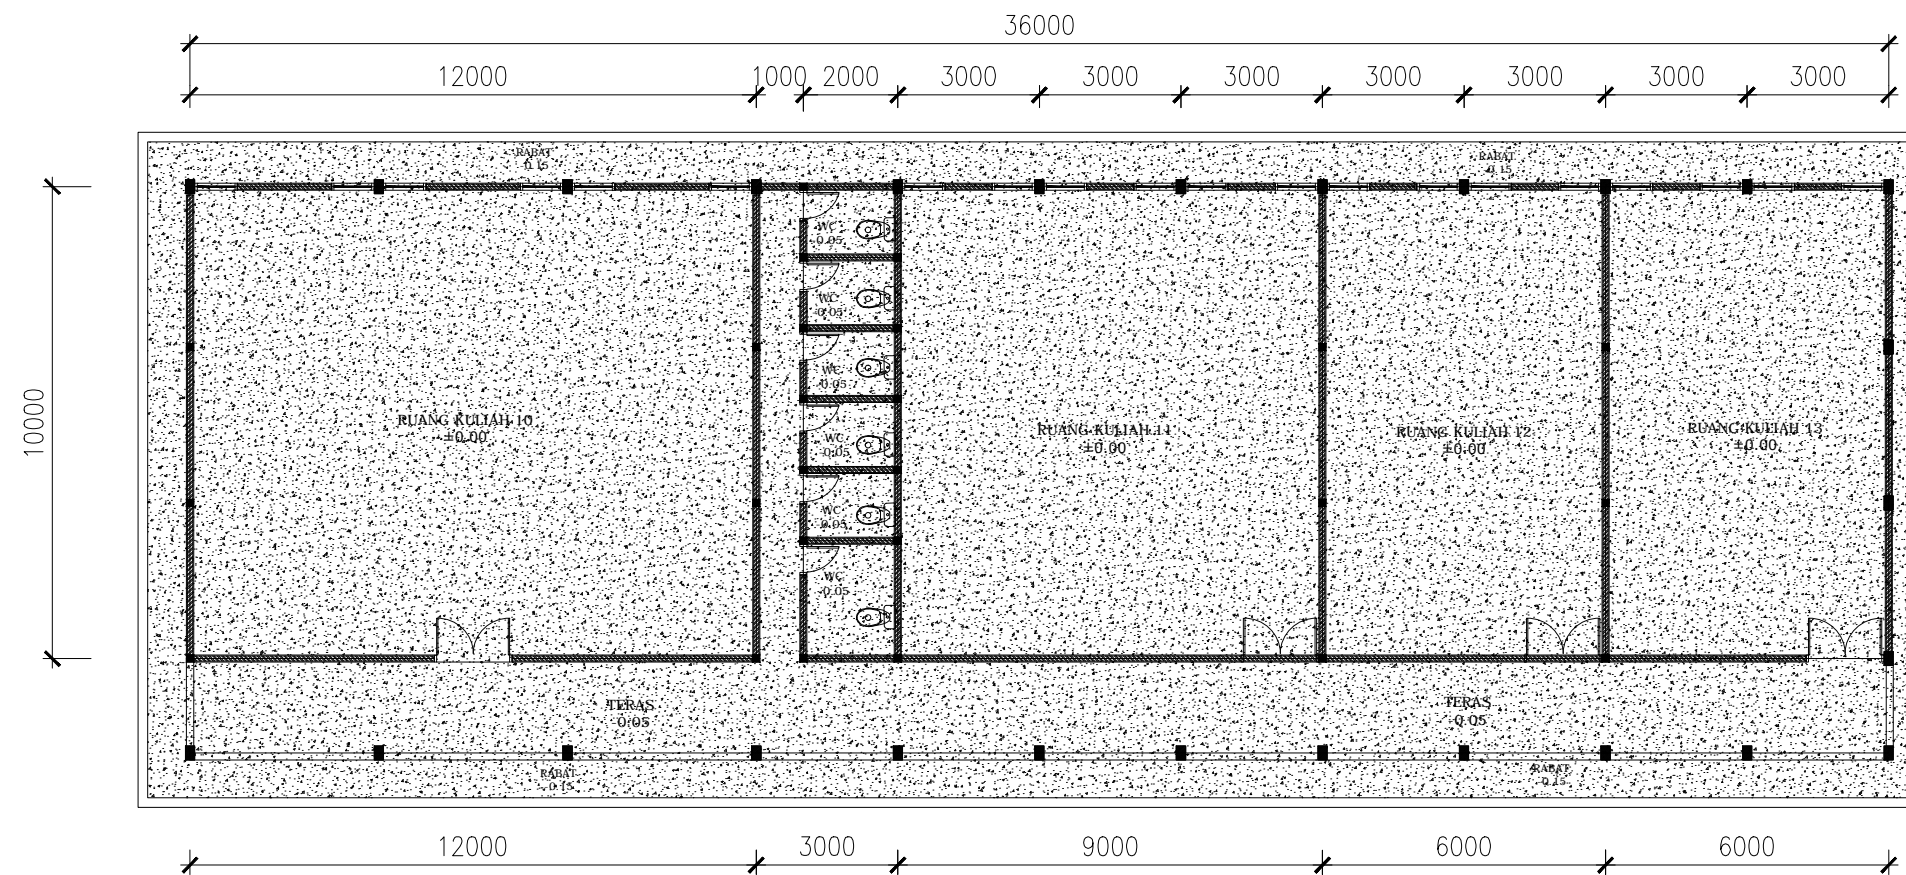 36000
12000 1000 2000 3000 3000 3000 3000 3000 3000 3000
RABAT
-0.15
RABAT
-0.15
WC
-0.05
WC
-0.05
WC
-0.05
WC
-0.05
WC
-0.05
WC
-0.05
10000
RUANG KULIAH 10
±0.00
RUANG KULIAH 11
±0.00
RUANG KULIAH 12
±0.00
RUANG KULIAH 13
±0.00
TERAS
-0.05
TERAS
-0.05
RABAT
-0.15
RABAT
-0.15
12000 3000 9000 6000 6000